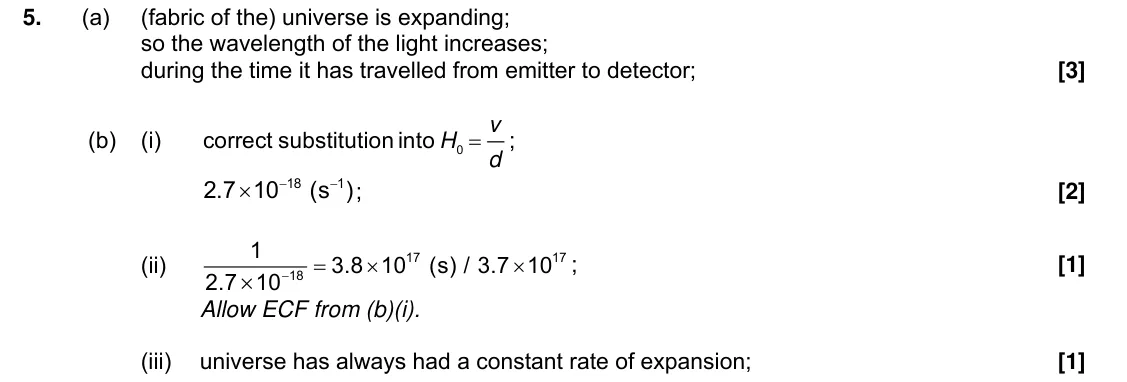 5. (a) (fabric of the) universe is expanding;
so the wavelength of the light increases;
during the time it has travelled from emitter to detector; [3]
(b) (i) correct substitution into H₀ = v/d;
2.7×10⁻¹⁸ (s⁻¹); [2]
(ii) 1/(2.7×10⁻¹⁸) = 3.8×10¹⁷ (s) / 3.7×10¹⁷; [1]
Allow ECF from (b)(i).
(iii) universe has always had a constant rate of expansion; [1]